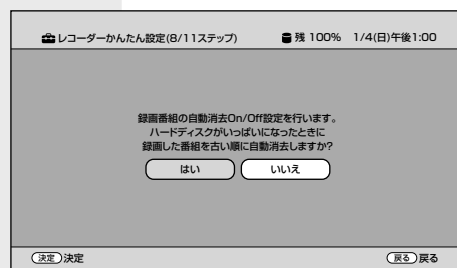 レコーダーかんたん設定(8/11ステップ) 残 100% 1/4(日)午後1:00
録画番組の自動消去On/Off設定を行います。
ハードディスクがいっぱいになったときに
録画した番組を古い順に自動消去しますか?
はい いいえ
決定 決定 戻る 戻る